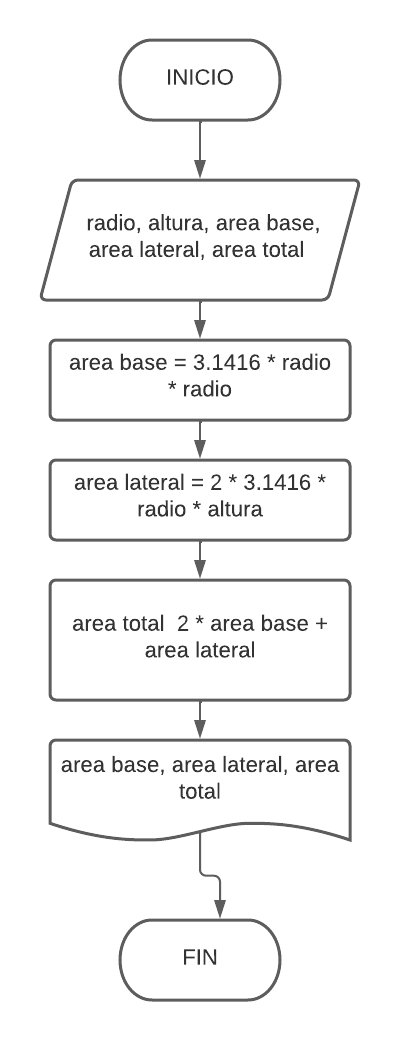 INICIO
radio, altura, area base,
area lateral, area total
area base = 3.1416 * radio
* radio
area lateral = 2 * 3.1416 *
radio * altura
area total  2 * area base +
area lateral
area base, area lateral, area
total
FIN